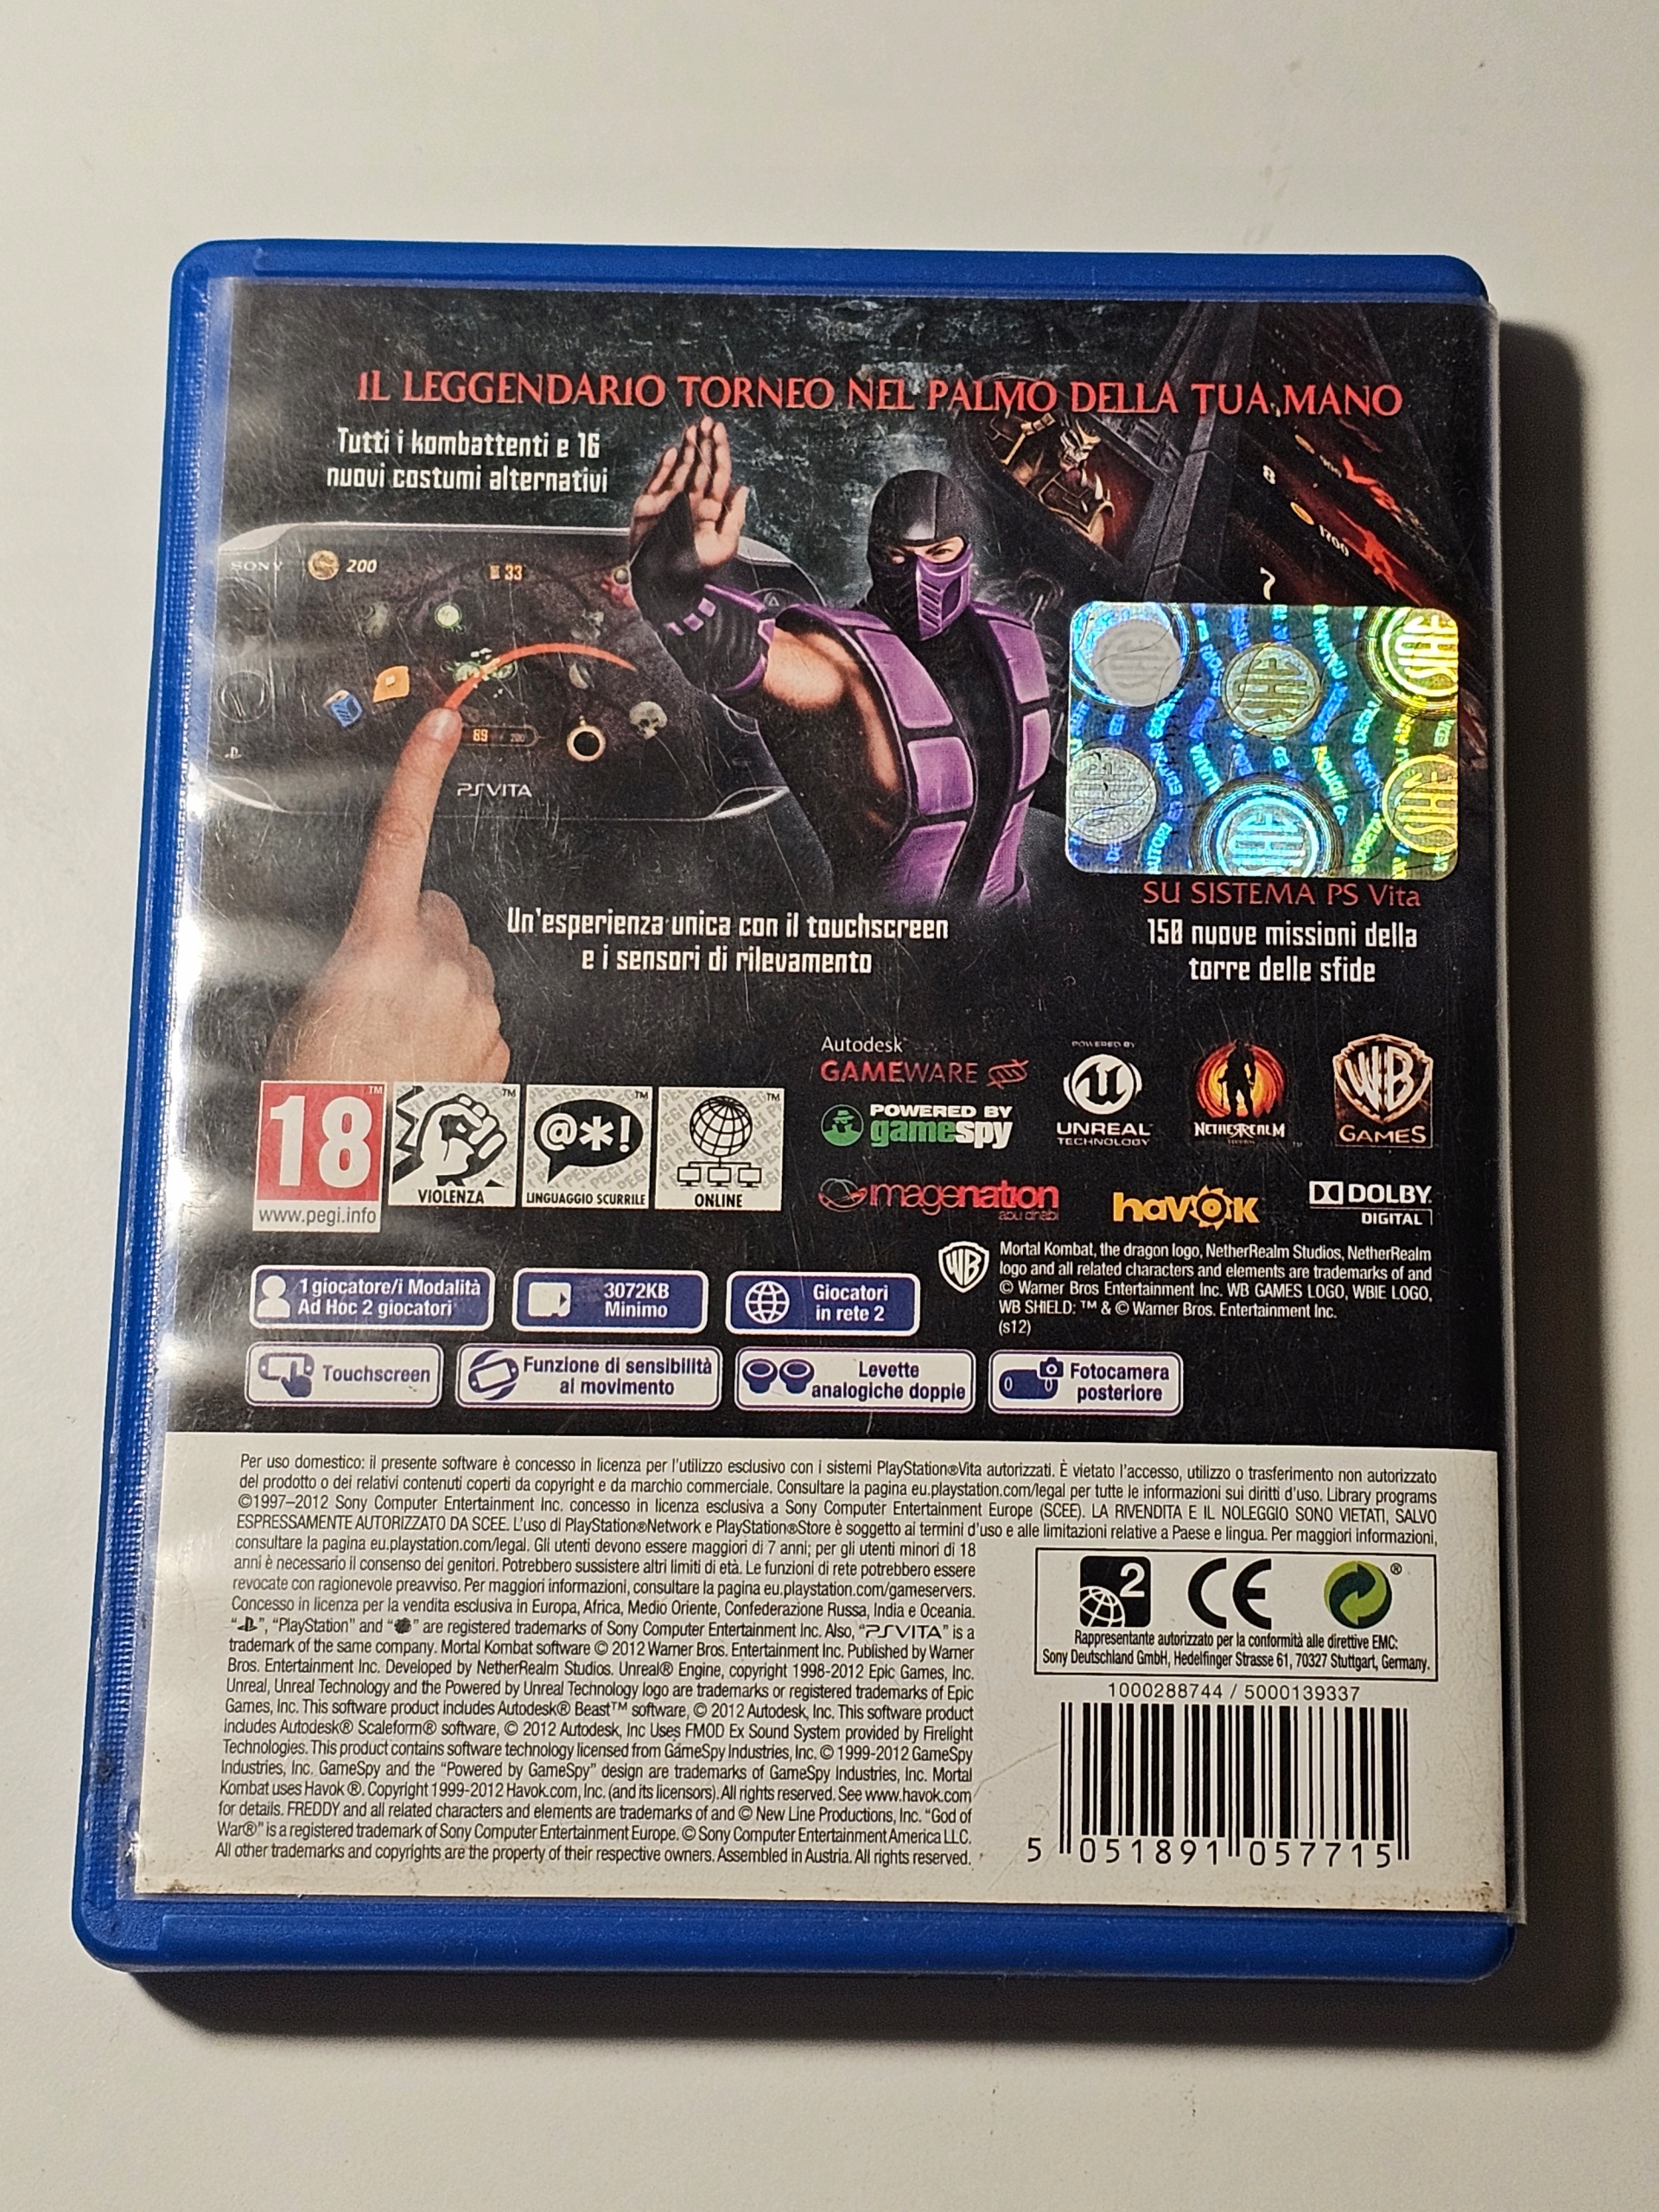 IL LEGGENDARIO TORNEO NEL PALMO DELLA TUA MANO
Tutti i kombattenti e 16
nuovi costumi alternativi
SONY
200
33
8
100
1700
7
89 / 200
PSVITA
SIAE
SU SISTEMA PS Vita
Un'esperienza unica con il touchscreen
e i sensori di rilevamento
150 nuove missioni della
torre delle sfide
Autodesk
GAMEWARE
POWERED BY
gamespy
POWERED BY
UNREAL
TECHNOLOGY
NETHERREALM
WB
GAMES
imagenation
abu dhabi
havok
DOLBY
DIGITAL
18
www.pegi.info
VIOLENZA
@*!
LINGUAGGIO SCURRILE
ONLINE
1 giocatore/i Modalità
Ad Hoc 2 giocatori
3072KB
Minimo
Giocatori
in rete 2
WB
Mortal Kombat, the dragon logo, NetherRealm Studios, NetherRealm
logo and all related characters and elements are trademarks of and
© Warner Bros Entertainment Inc. WB GAMES LOGO, WBIE LOGO,
WB SHIELD: ™ & © Warner Bros. Entertainment Inc.
(s12)
Touchscreen
Funzione di sensibilità
al movimento
Levette
analogiche doppie
Fotocamera
posteriore
Per uso domestico: il presente software è concesso in licenza per l'utilizzo esclusivo con i sistemi PlayStation®Vita autorizzati. È vietato l'accesso, utilizzo o trasferimento non autorizzato
del prodotto o dei relativi contenuti coperti da copyright e da marchio commerciale. Consultare la pagina eu.playstation.com/legal per tutte le informazioni sui diritti d'uso. Library programs
©1997–2012 Sony Computer Entertainment Inc. concesso in licenza esclusiva a Sony Computer Entertainment Europe (SCEE). LA RIVENDITA E IL NOLEGGIO SONO VIETATI, SALVO
ESPRESSAMENTE AUTORIZZATO DA SCEE. L'uso di PlayStation®Network e PlayStation®Store è soggetto ai termini d'uso e alle limitazioni relative a Paese e lingua. Per maggiori informazioni,
consultare la pagina eu.playstation.com/legal. Gli utenti devono essere maggiori di 7 anni; per gli utenti minori di 18
anni è necessario il consenso dei genitori. Potrebbero sussistere altri limiti di età. Le funzioni di rete potrebbero essere
revocate con ragionevole preavviso. Per maggiori informazioni, consultare la pagina eu.playstation.com/gameservers.
Concesso in licenza per la vendita esclusiva in Europa, Africa, Medio Oriente, Confederazione Russa, India e Oceania.
“ ”, “PlayStation” and “ ” are registered trademarks of Sony Computer Entertainment Inc. Also, “PSVITA” is a
trademark of the same company. Mortal Kombat software © 2012 Warner Bros. Entertainment Inc. Published by Warner
Bros. Entertainment Inc. Developed by NetherRealm Studios. Unreal® Engine, copyright 1998-2012 Epic Games, Inc.
Unreal, Unreal Technology and the Powered by Unreal Technology logo are trademarks or registered trademarks of Epic
Games, Inc. This software product includes Autodesk® Beast™ software, © 2012 Autodesk, Inc. This software product
includes Autodesk® Scaleform® software, © 2012 Autodesk, Inc Uses FMOD Ex Sound System provided by Firelight
Technologies. This product contains software technology licensed from GameSpy Industries, Inc. © 1999-2012 GameSpy
Industries, Inc. GameSpy and the “Powered by GameSpy” design are trademarks of GameSpy Industries, Inc. Mortal
Kombat uses Havok ®. Copyright 1999-2012 Havok.com, Inc. (and its licensors). All rights reserved. See www.havok.com
for details. FREDDY and all related characters and elements are trademarks of and © New Line Productions, Inc. “God of
War®” is a registered trademark of Sony Computer Entertainment Europe. © Sony Computer Entertainment America LLC.
All other trademarks and copyrights are the property of their respective owners. Assembled in Austria. All rights reserved.
2
CE
®
Rappresentante autorizzato per la conformità alle direttive EMC:
Sony Deutschland GmbH, Hedelfinger Strasse 61, 70327 Stuttgart, Germany.
1000288744 / 5000139337
5 051891 057715